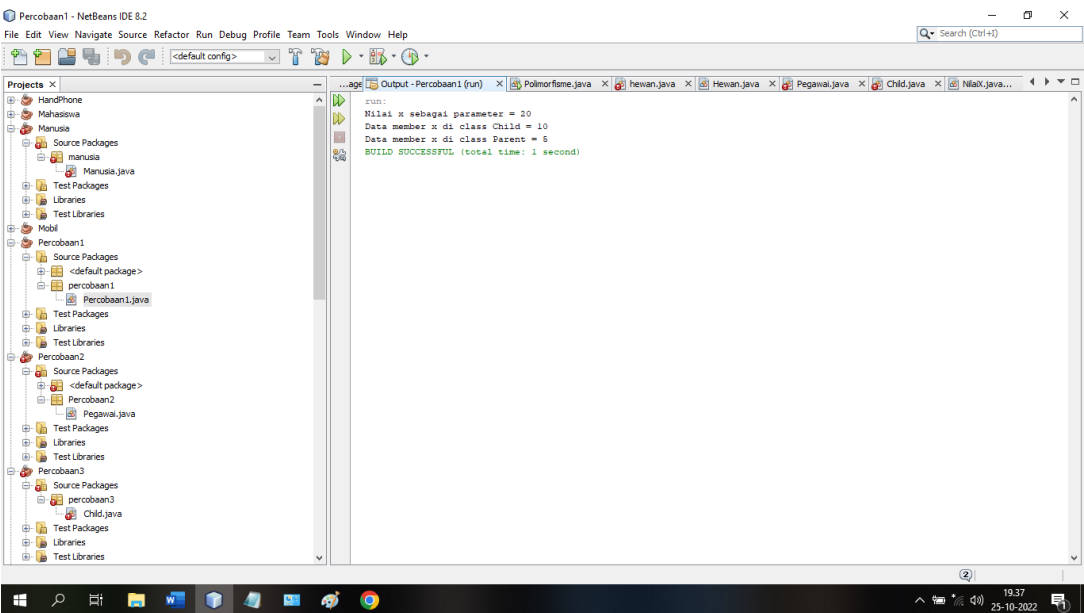 Percobaan1 - NetBeans IDE 8.2
File Edit View Navigate Source Refactor Run Debug Profile Team Tools Window Help
Search (Ctrl+I)
<default config>
Projects
...age Output - Percobaan1 (run) Polimorfisme.java hewan.java Hewan.java Pegawai.java Child.java NilaiX.java...
HandPhone
Mahasiswa
Manusia
Source Packages
manusia
Manusia.java
Test Packages
Libraries
Test Libraries
Mobil
Percobaan1
Source Packages
<default package>
percobaan1
Percobaan1.java
Test Packages
Libraries
Test Libraries
Percobaan2
Source Packages
<default package>
Percobaan2
Pegawai.java
Test Packages
Libraries
Test Libraries
Percobaan3
Source Packages
percobaan3
Child.java
Test Packages
Libraries
Test Libraries
run:
Nilai x sebagai parameter = 20
Data member x di class Child = 10
Data member x di class Parent = 5
BUILD SUCCESSFUL (total time: 1 second)
2
19.37
25-10-2022
1